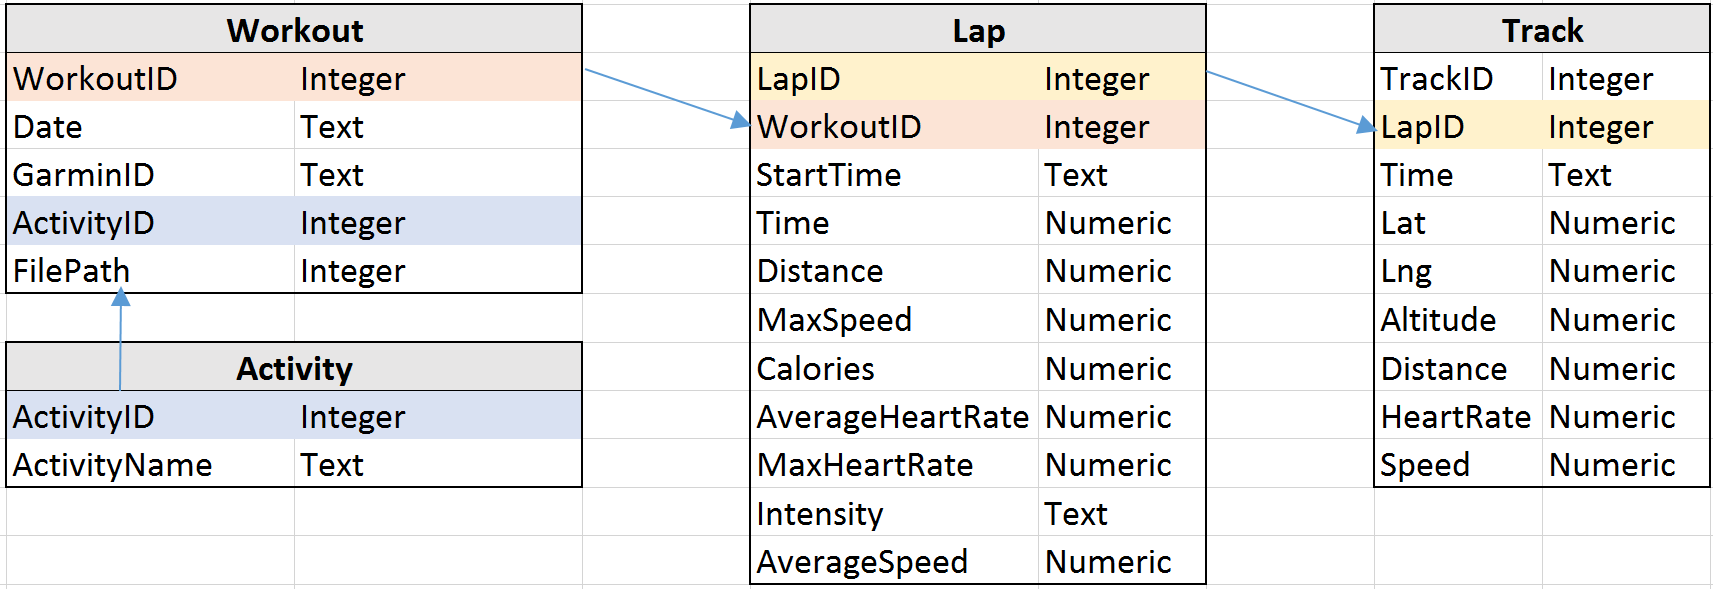 Workout
WorkoutID Integer
Date Text
GarminID Text
ActivityID Integer
FilePath Integer
Activity
ActivityID Integer
ActivityName Text
Lap
LapID Integer
WorkoutID Integer
StartTime Text
Time Numeric
Distance Numeric
MaxSpeed Numeric
Calories Numeric
AverageHeartRate Numeric
MaxHeartRate Numeric
Intensity Text
AverageSpeed Numeric
Track
TrackID Integer
LapID Integer
Time Text
Lat Numeric
Lng Numeric
Altitude Numeric
Distance Numeric
HeartRate Numeric
Speed Numeric